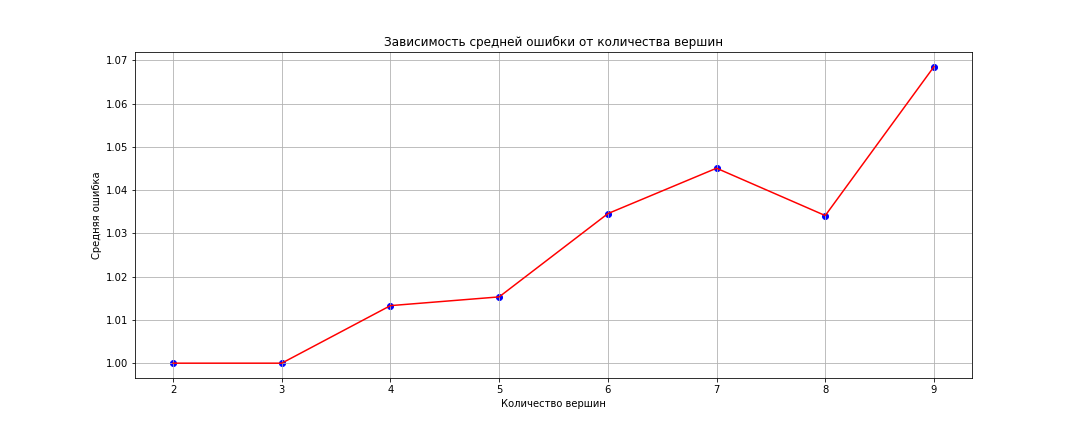 Зависимость средней ошибки от количества вершин
1.07
1.06
1.05
1.04
1.03
1.02
1.01
1.00
Средняя ошибка
2 3 4 5 6 7 8 9
Количество вершин